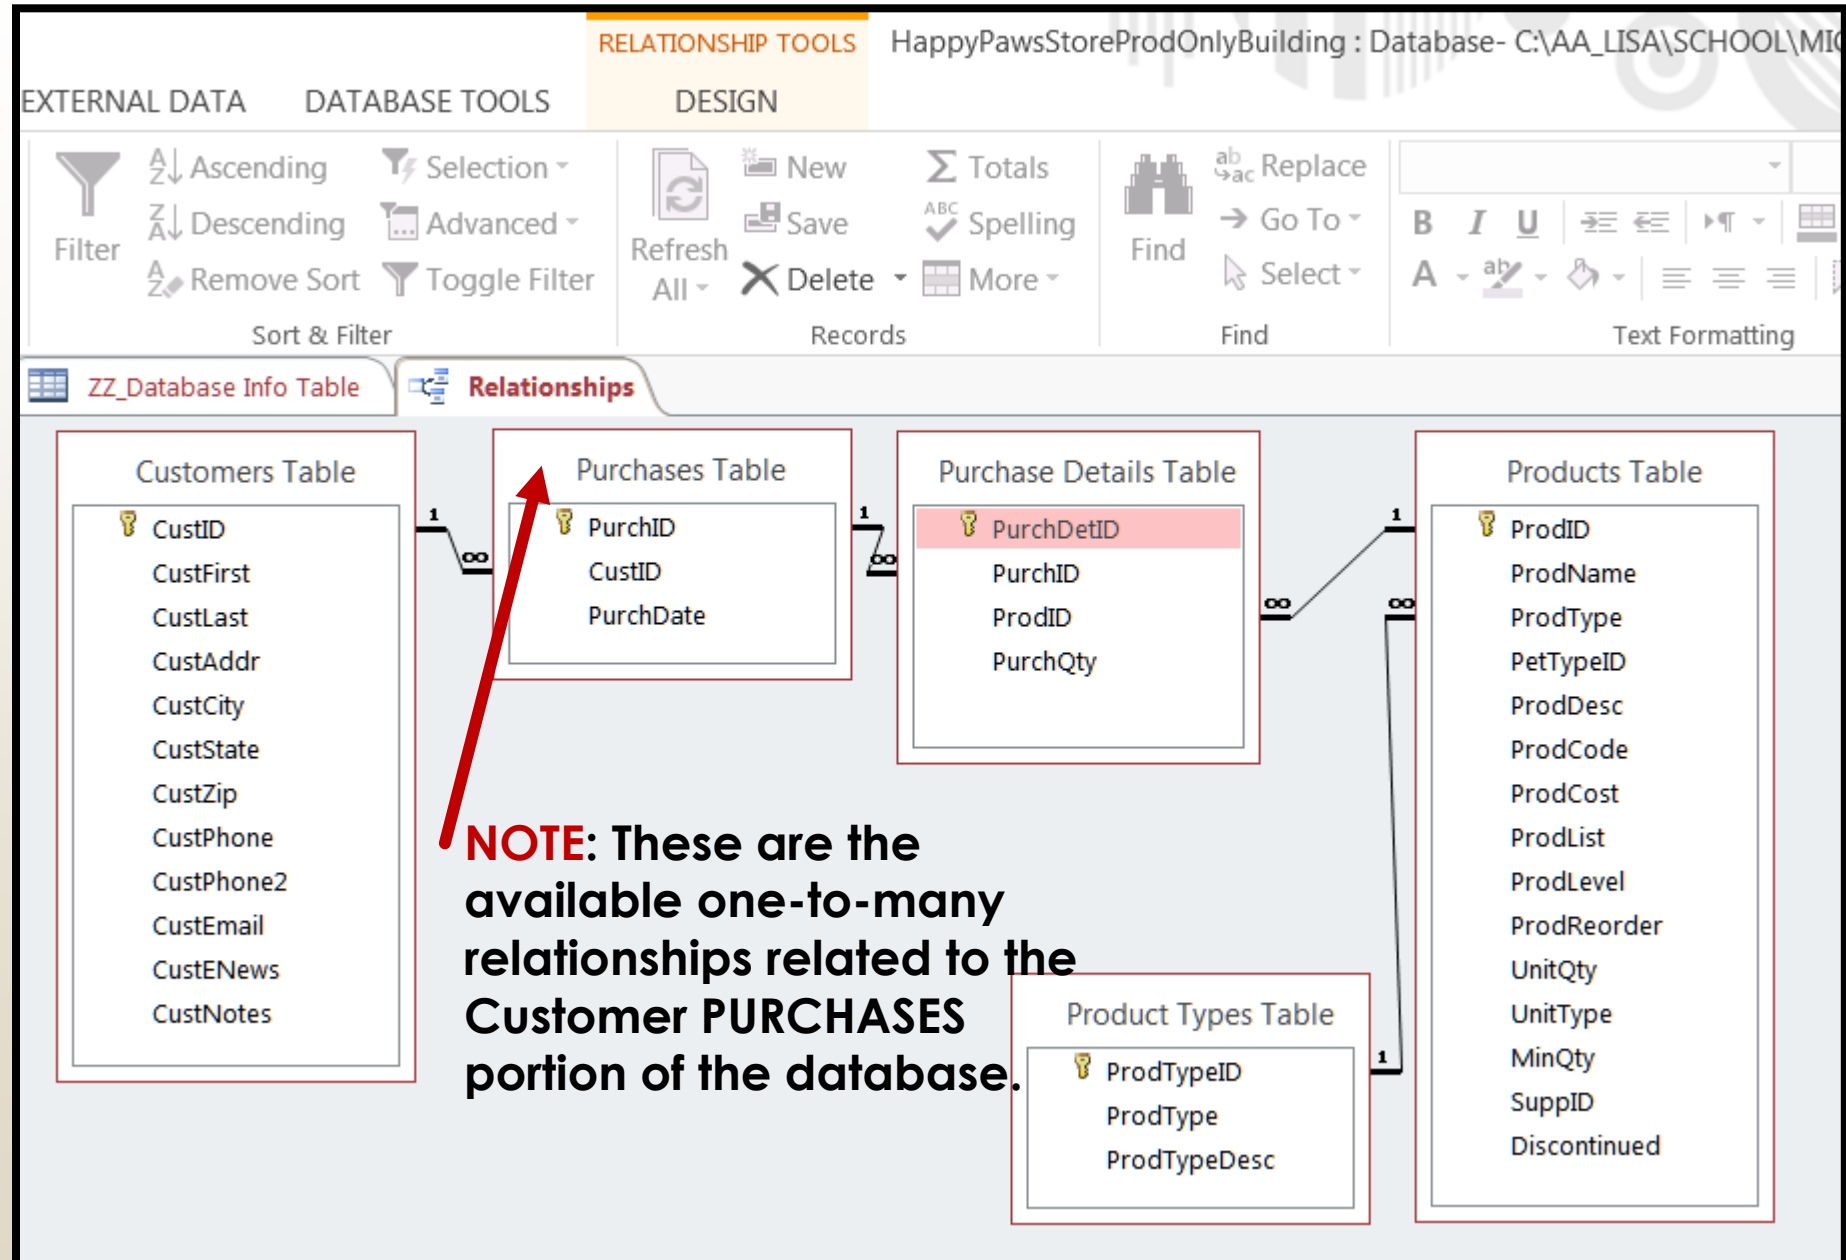 RELATIONSHIP TOOLS
HappyPawsStoreProdOnlyBuilding : Database- C:\AA_LISA\SCHOOL\MIC
EXTERNAL DATA
DATABASE TOOLS
DESIGN
Filter
Ascending
Descending
Remove Sort
Selection
Advanced
Toggle Filter
Sort & Filter
Refresh
All
New
Save
Delete
Totals
Spelling
More
Records
Find
Replace
Go To
Select
Find
B I U
A
Text Formatting
ZZ_Database Info Table
Relationships
Customers Table
CustID
CustFirst
CustLast
CustAddr
CustCity
CustState
CustZip
CustPhone
CustPhone2
CustEmail
CustENews
CustNotes
1
∞
Purchases Table
PurchID
CustID
PurchDate
1
∞
Purchase Details Table
PurchDetID
PurchID
ProdID
PurchQty
1
∞
∞
Products Table
ProdID
ProdName
ProdType
PetTypeID
ProdDesc
ProdCode
ProdCost
ProdList
ProdLevel
ProdReorder
UnitQty
UnitType
MinQty
SuppID
Discontinued
NOTE: These are the
available one-to-many
relationships related to the
Customer PURCHASES
portion of the database.
Product Types Table
ProdTypeID
ProdType
ProdTypeDesc
1